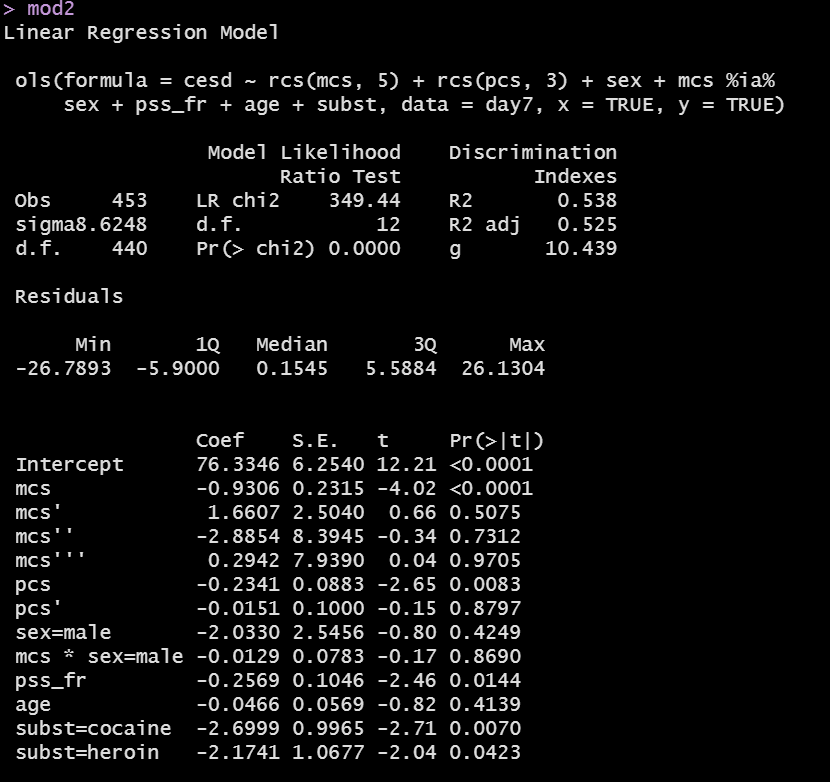 > mod2
Linear Regression Model
ols(formula = cesd ~ rcs(mcs, 5) + rcs(pcs, 3) + sex + mcs %ia%
    sex + pss_fr + age + subst, data = day7, x = TRUE, y = TRUE)
Model Likelihood    Discrimination
Ratio Test    Indexes
Obs     453    LR chi2    349.44    R2       0.538
sigma8.6248    d.f.           12    R2 adj   0.525
d.f.    440    Pr(> chi2) 0.0000    g       10.439
Residuals
     Min       1Q   Median       3Q      Max
-26.7893  -5.9000   0.1545   5.5884  26.1304
               Coef    S.E.   t     Pr(>|t|)
Intercept      76.3346 6.2540 12.21 <0.0001
mcs            -0.9306 0.2315 -4.02 <0.0001
mcs'            1.6607 2.5040  0.66 0.5075
mcs''          -2.8854 8.3945 -0.34 0.7312
mcs'''          0.2942 7.9390  0.04 0.9705
pcs            -0.2341 0.0883 -2.65 0.0083
pcs'           -0.0151 0.1000 -0.15 0.8797
sex=male       -2.0330 2.5456 -0.80 0.4249
mcs * sex=male -0.0129 0.0783 -0.17 0.8690
pss_fr         -0.2569 0.1046 -2.46 0.0144
age            -0.0466 0.0569 -0.82 0.4139
subst=cocaine  -2.6999 0.9965 -2.71 0.0070
subst=heroin   -2.1741 1.0677 -2.04 0.0423